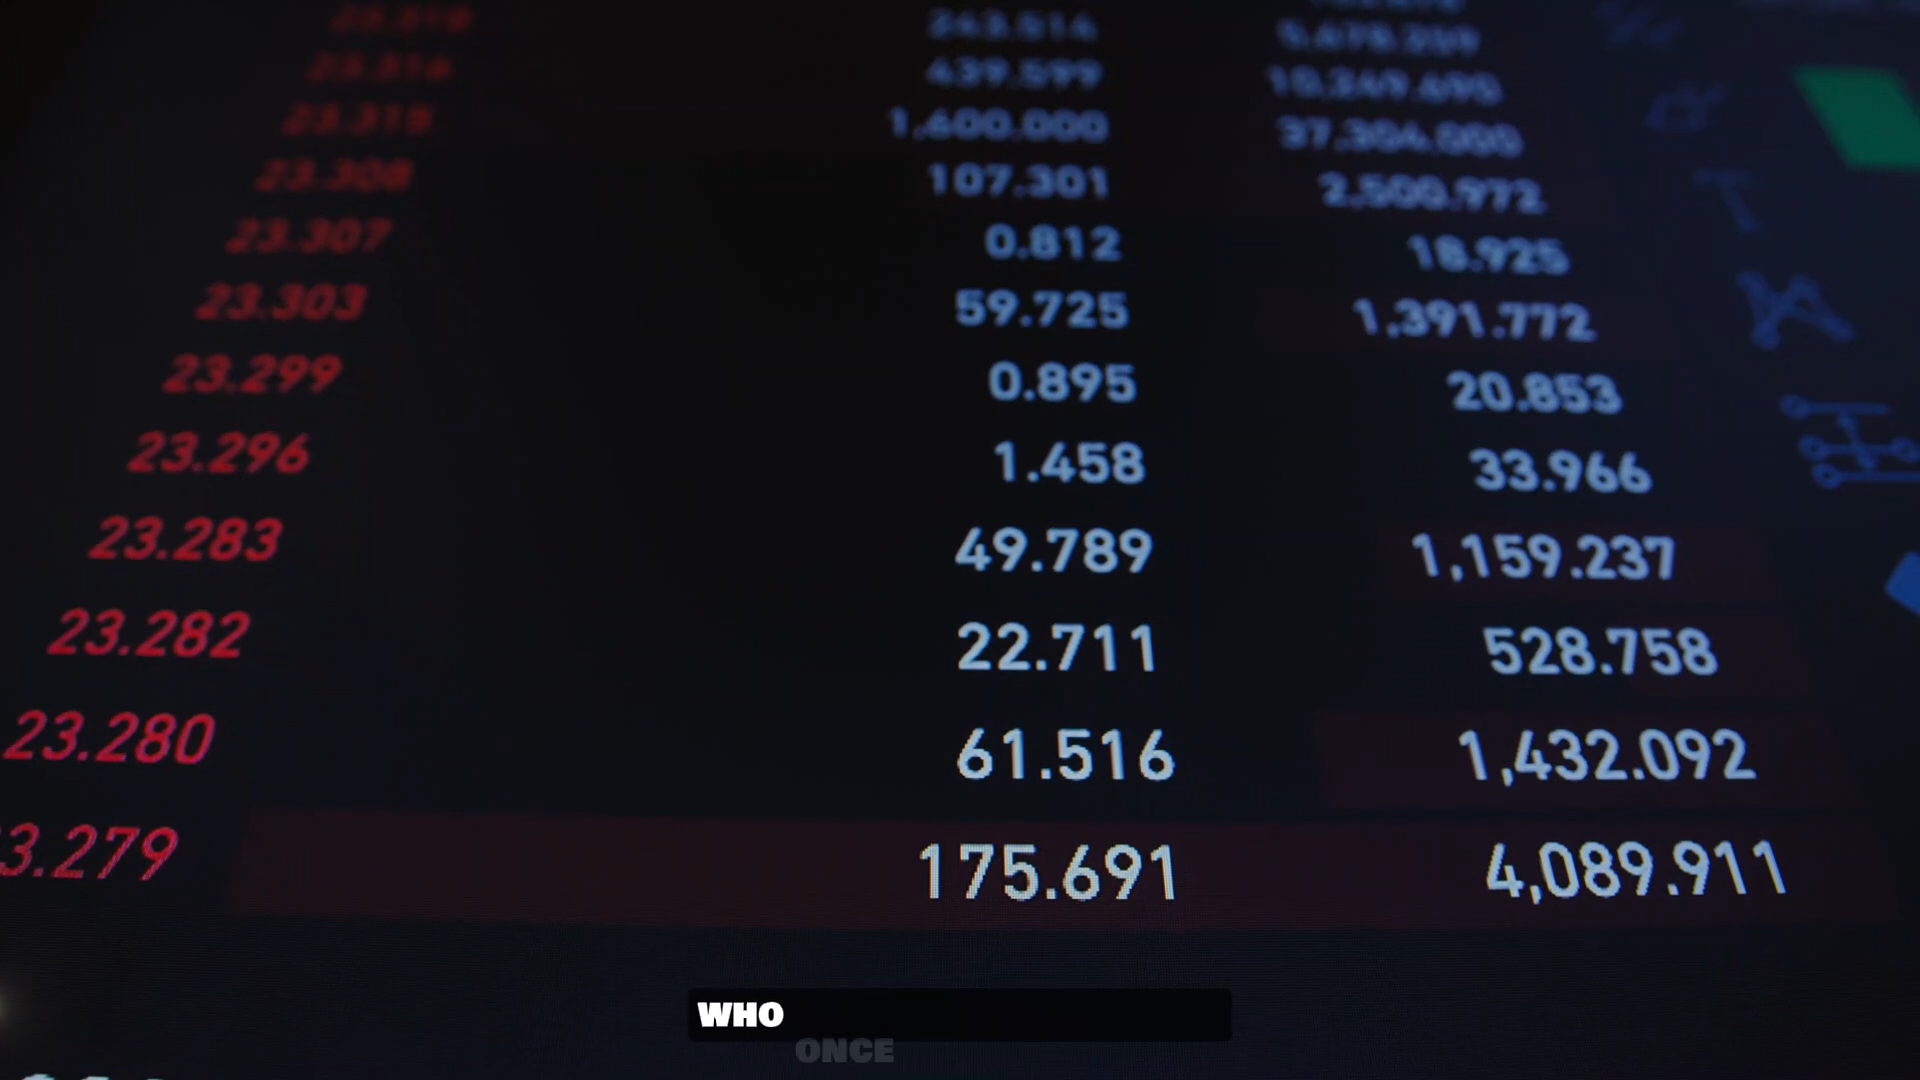 243.514
439.599
1,600.000 37,304.000
23.308 107.301 2,500.972
23.307 0.812 18.925
23.303 59.725 1,391.772
23.299 0.895 20.853
23.296 1.458 33.966
23.283 49.789 1,159.237
23.282 22.711 528.758
23.280 61.516 1,432.092
3.279 175.691 4,089.911
WHO
ONCE